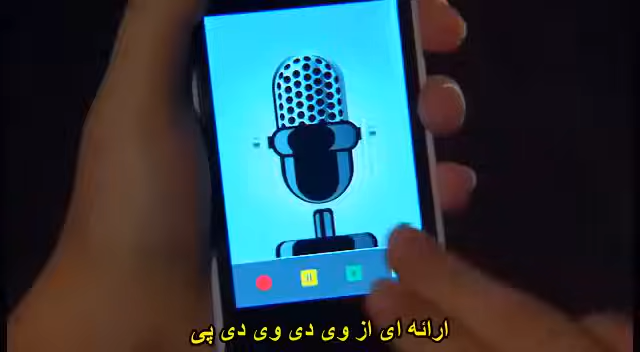 ارائه ای از وی دی وی دی پی